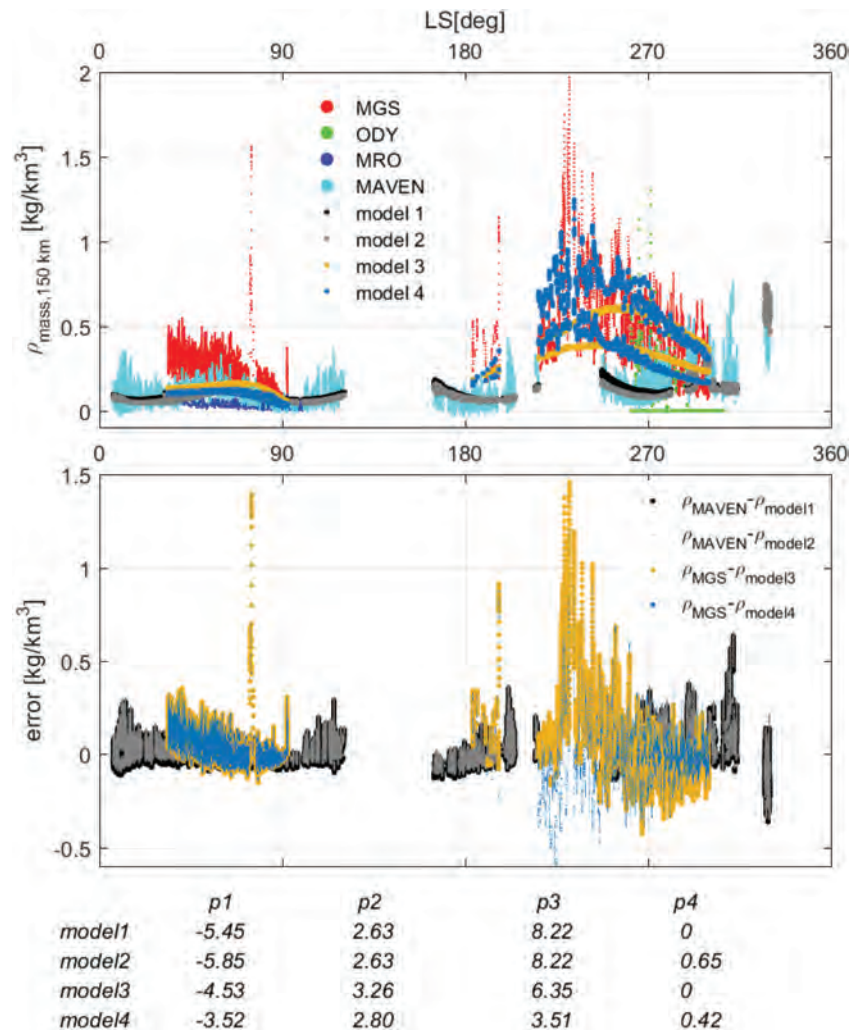 LS[deg]
0 90 180 270 360
2
1.5
1
0.5
0
ρmass,150 km [kg/km³]
MGS
ODY
MRO
MAVEN
model 1
model 2
model 3
model 4
0 90 180 270 360
1.5
1
0.5
0
-0.5
error [kg/km³]
ρMAVEN-ρmodel1
ρMAVEN-ρmodel2
ρMGS-ρmodel3
ρMGS-ρmodel4
p1 p2 p3 p4
model1 -5.45 2.63 8.22 0
model2 -5.85 2.63 8.22 0.65
model3 -4.53 3.26 6.35 0
model4 -3.52 2.80 3.51 0.42